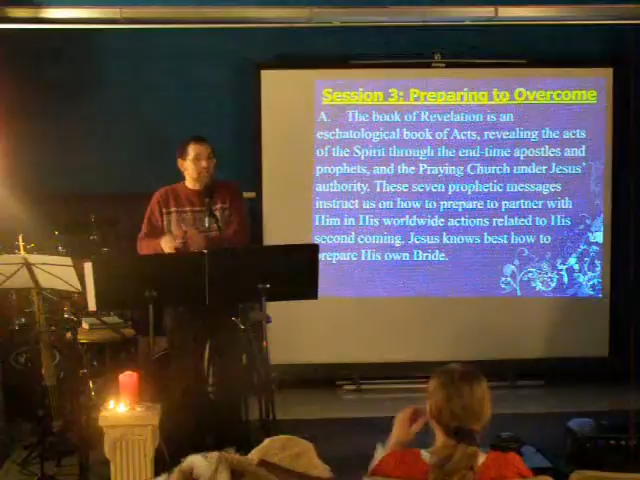 Session 3: Preparing to Overcome
A. The book of Revelation is an
eschatological book of Acts, revealing the acts
of the Spirit through the end-time apostles and
prophets, and the Praying Church under Jesus'
authority. These seven prophetic messages
instruct us on how to prepare to partner with
Him in His worldwide actions related to His
second coming. Jesus knows best how to
prepare His own Bride.